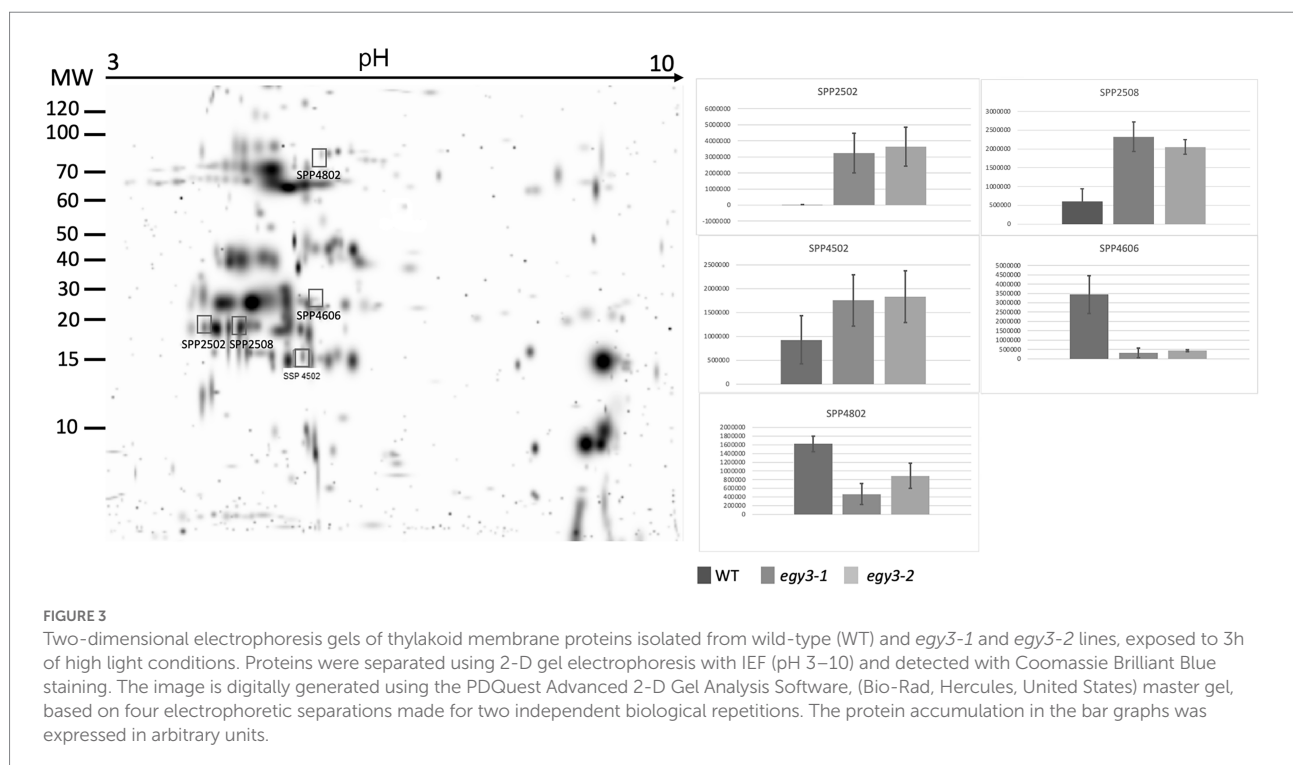 3 pH 10
MW
120
100
70
60
50
40
30
20
15
10
SPP4802
SPP4606
SPP2502 SPP2508
SSP 4502
SPP2502
6000000
5000000
4000000
3000000
2000000
1000000
0
-1000000
SPP2508
3000000
2500000
2000000
1500000
1000000
500000
0
SPP4502
2500000
2000000
1500000
1000000
500000
0
SPP4606
5000000
4500000
4000000
3500000
3000000
2500000
2000000
1500000
1000000
500000
0
SPP4802
2000000
1800000
1600000
1400000
1200000
1000000
800000
600000
400000
200000
0
WT egy3-1 egy3-2
FIGURE 3
Two-dimensional electrophoresis gels of thylakoid membrane proteins isolated from wild-type (WT) and egy3-1 and egy3-2 lines, exposed to 3h
of high light conditions. Proteins were separated using 2-D gel electrophoresis with IEF (pH 3–10) and detected with Coomassie Brilliant Blue
staining. The image is digitally generated using the PDQuest Advanced 2-D Gel Analysis Software, (Bio-Rad, Hercules, United States) master gel,
based on four electrophoretic separations made for two independent biological repetitions. The protein accumulation in the bar graphs was
expressed in arbitrary units.